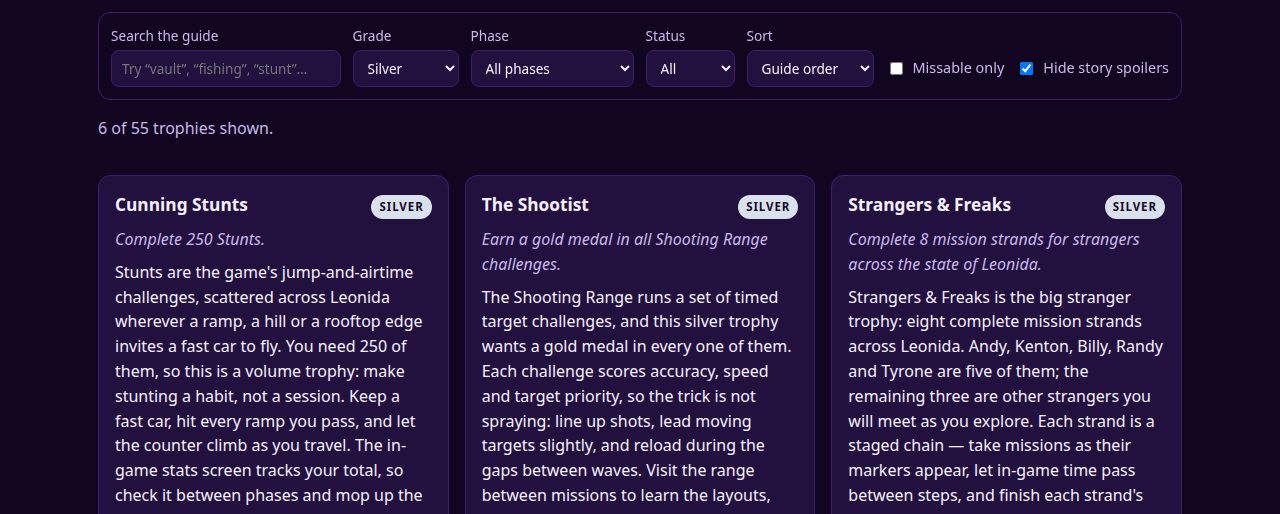 Search the guide
Grade
Phase
Status
Sort
Try “vault”, “fishing”, “stunt”…
Silver
All phases
All
Guide order
Missable only
Hide story spoilers
6 of 55 trophies shown.
Cunning Stunts
SILVER
Complete 250 Stunts.
Stunts are the game's jump-and-airtime
challenges, scattered across Leonida
wherever a ramp, a hill or a rooftop edge
invites a fast car to fly. You need 250 of
them, so this is a volume trophy: make
stunting a habit, not a session. Keep a
fast car, hit every ramp you pass, and let
the counter climb as you travel. The in-
game stats screen tracks your total, so
check it between phases and mop up the
The Shootist
SILVER
Earn a gold medal in all Shooting Range
challenges.
The Shooting Range runs a set of timed
target challenges, and this silver trophy
wants a gold medal in every one of them.
Each challenge scores accuracy, speed
and target priority, so the trick is not
spraying: line up shots, lead moving
targets slightly, and reload during the
gaps between waves. Visit the range
between missions to learn the layouts,
Strangers & Freaks
SILVER
Complete 8 mission strands for strangers
across the state of Leonida.
Strangers & Freaks is the big stranger
trophy: eight complete mission strands
across Leonida. Andy, Kenton, Billy, Randy
and Tyrone are five of them; the
remaining three are other strangers you
will meet as you explore. Each strand is a
staged chain — take missions as their
markers appear, let in-game time pass
between steps, and finish each strand's